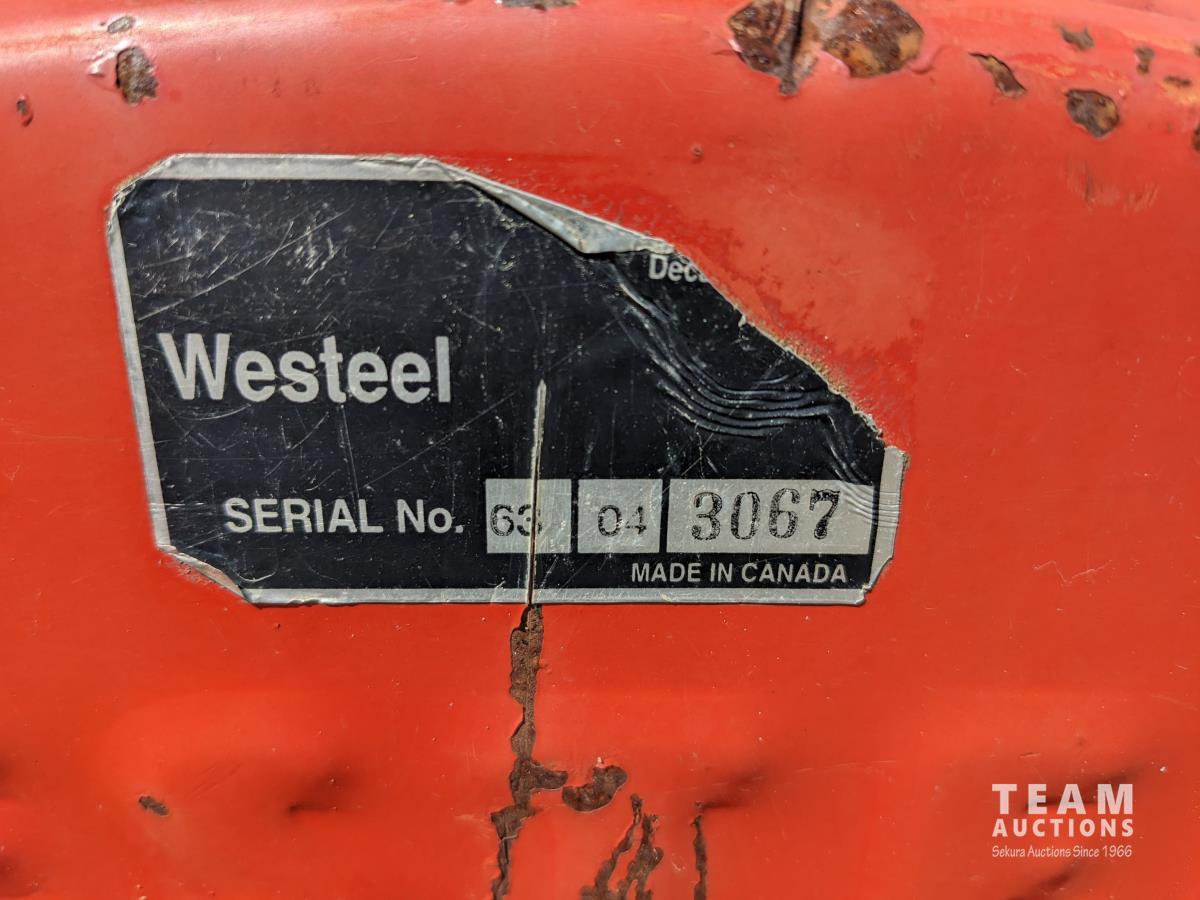 Westeel
SERIAL No. 63 04 3067
MADE IN CANADA
TEAM
AUCTIONS
Sekura Auctions Since 1966